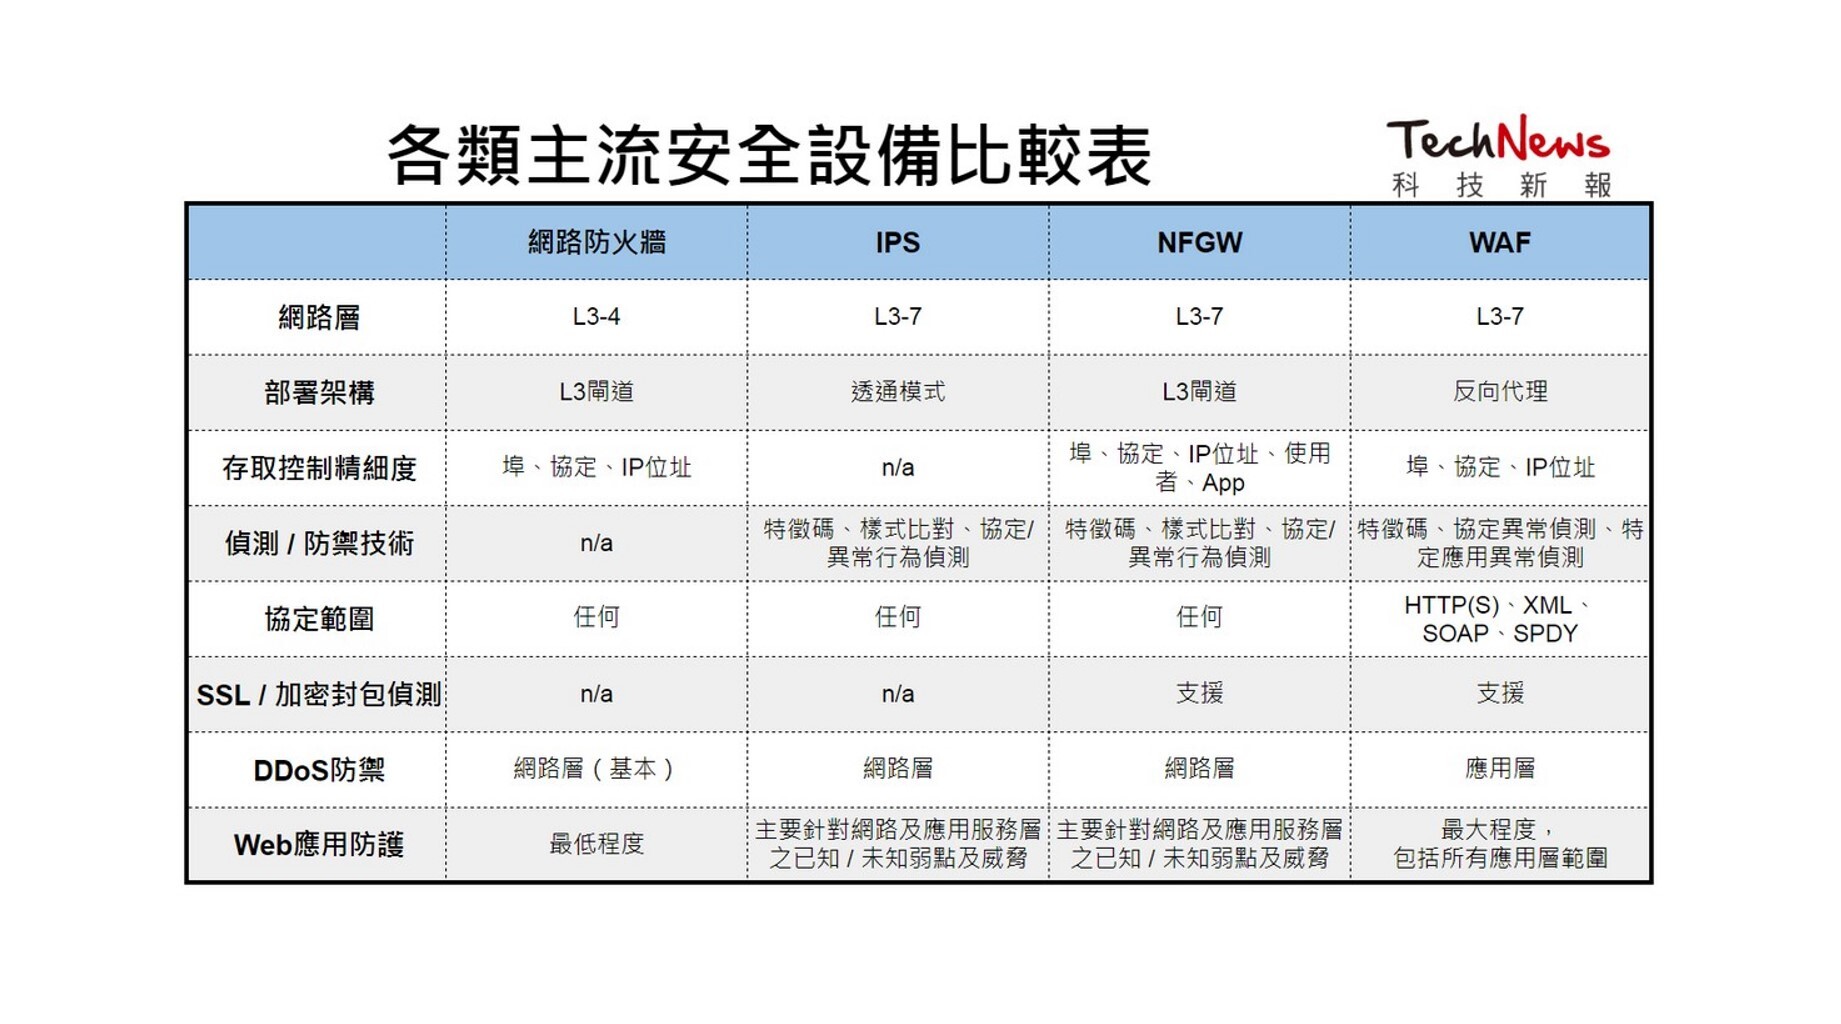 各類主流安全設備比較表
TechNews
科技新報
網路防火牆 IPS NFGW WAF
網路層 L3-4 L3-7 L3-7 L3-7
部署架構 L3閘道 透通模式 L3閘道 反向代理
存取控制精細度 埠、協定、IP位址 n/a 埠、協定、IP位址、使用
者、App 埠、協定、IP位址
偵測 / 防禦技術 n/a 特徵碼、樣式比對、協定/
異常行為偵測 特徵碼、樣式比對、協定/
異常行為偵測 特徵碼、協定異常偵測、特
定應用異常偵測
協定範圍 任何 任何 任何 HTTP(S)、XML、
SOAP、SPDY
SSL / 加密封包偵測 n/a n/a 支援 支援
DDoS防禦 網路層（基本） 網路層 網路層 應用層
Web應用防護 最低程度 主要針對網路及應用服務層
之已知 / 未知弱點及威脅 主要針對網路及應用服務層
之已知 / 未知弱點及威脅 最大程度，
包括所有應用層範圍